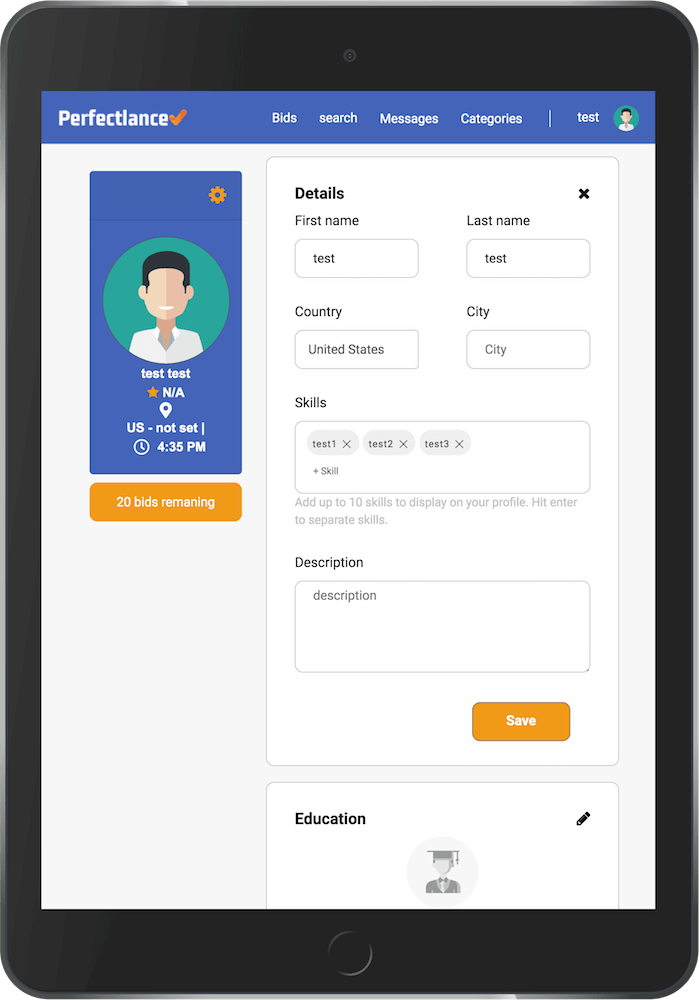 Perfectlance
Bids search Messages Categories | test
Details
First name Last name
test test
Country City
United States City
Skills
test1 test2 test3
+ Skill
Add up to 10 skills to display on your profile. Hit enter
to separate skills.
Description
description
Save
test test
N/A
US - not set |
4:35 PM
20 bids remaning
Education